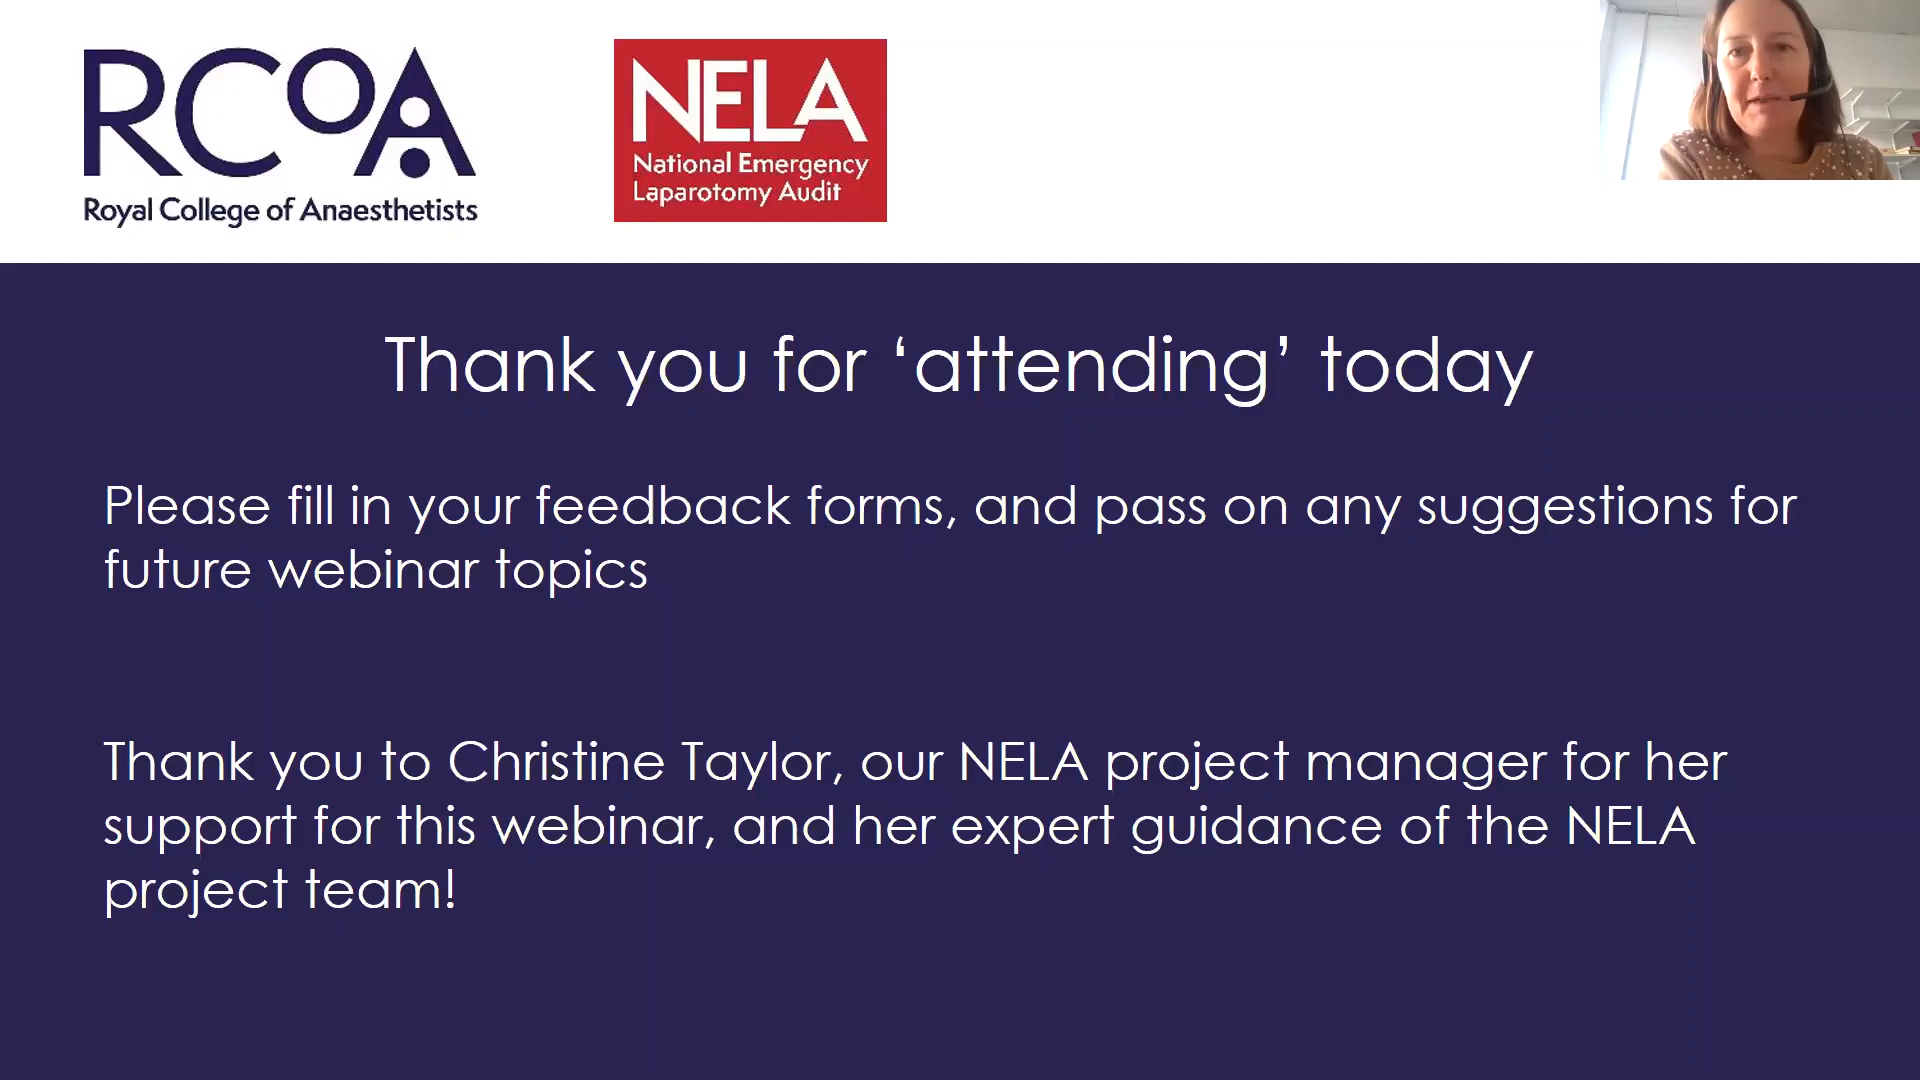 RCoA
Royal College of Anaesthetists
NELA
National Emergency
Laparotomy Audit
Thank you for ‘attending’ today
Please fill in your feedback forms, and pass on any suggestions for
future webinar topics
Thank you to Christine Taylor, our NELA project manager for her
support for this webinar, and her expert guidance of the NELA
project team!